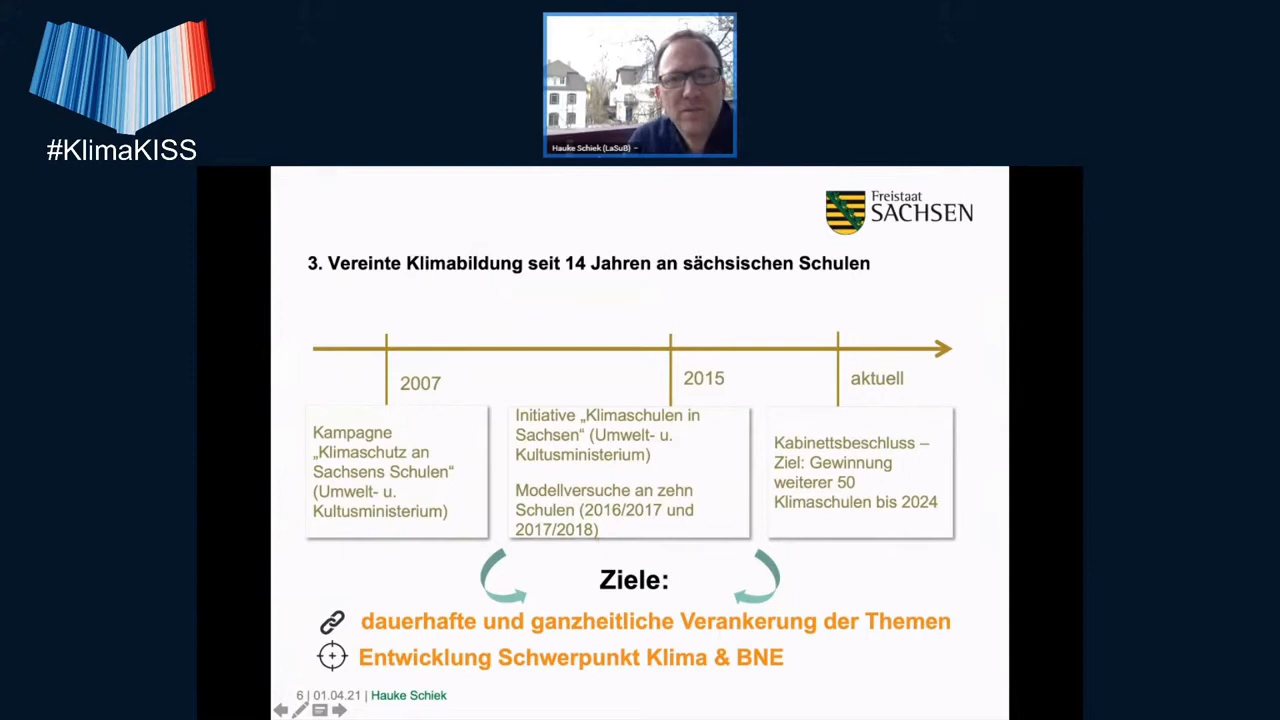 #KlimaKISS
Hauke Schiek (LaSuB)
Freistaat
SACHSEN
3. Vereinte Klimabildung seit 14 Jahren an sächsischen Schulen
2007
2015
aktuell
Kampagne
„Klimaschutz an
Sachsens Schulen“
(Umwelt- u.
Kultusministerium)
Initiative „Klimaschulen in
Sachsen“ (Umwelt- u.
Kultusministerium)
Modellversuche an zehn
Schulen (2016/2017 und
2017/2018)
Kabinettsbeschluss –
Ziel: Gewinnung
weiterer 50
Klimaschulen bis 2024
Ziele:
dauerhafte und ganzheitliche Verankerung der Themen
Entwicklung Schwerpunkt Klima & BNE
6 | 01.04.21 | Hauke Schiek